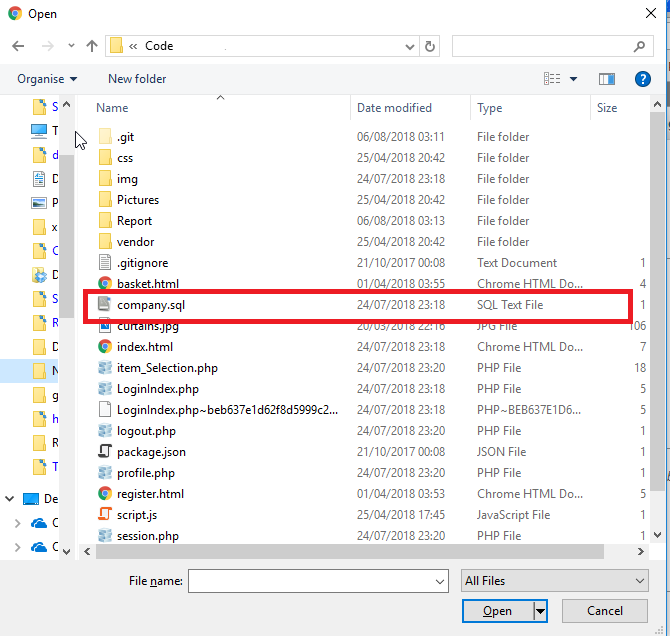 Open
« Code
Organise New folder
Name Date modified Type Size
.git 06/08/2018 03:11 File folder
css 25/04/2018 20:42 File folder
img 24/07/2018 23:18 File folder
Pictures 25/04/2018 20:42 File folder
Report 06/08/2018 03:13 File folder
vendor 25/04/2018 20:42 File folder
.gitignore 21/10/2017 00:08 Text Document 1
basket.html 01/04/2018 03:55 Chrome HTML Do... 4
company.sql 24/07/2018 23:18 SQL Text File 1
curtains.jpg 20/03/2018 22:16 JPG File 106
index.html 24/07/2018 23:18 Chrome HTML Do... 7
item_Selection.php 24/07/2018 23:20 PHP File 18
LoginIndex.php 24/07/2018 23:18 PHP File 5
LoginIndex.php~beb637e1d62f8d5999c2... 24/07/2018 23:18 PHP~BEB637E1D6... 5
logout.php 24/07/2018 23:20 PHP File 1
package.json 21/10/2017 00:08 JSON File 1
profile.php 24/07/2018 23:20 PHP File 1
register.html 01/04/2018 03:53 Chrome HTML Do... 5
script.js 25/04/2018 17:45 JavaScript File 1
session.php 24/07/2018 23:20 PHP File 1
File name: All Files
Open Cancel